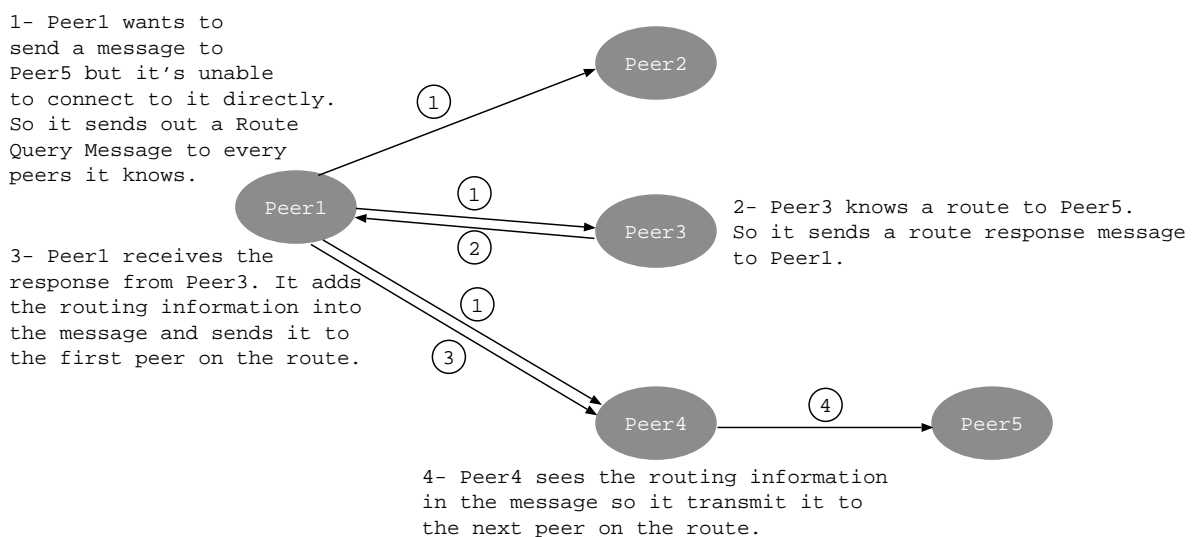 1- Peer1 wants to
send a message to
Peer5 but it's unable
to connect to it directly.
So it sends out a Route
Query Message to every
peers it knows.
Peer2
1
Peer1
1
2
Peer3
2- Peer3 knows a route to Peer5.
So it sends a route response message
to Peer1.
3- Peer1 receives the
response from Peer3. It adds
the routing information into
the message and sends it to
the first peer on the route.
1
3
Peer4
4
Peer5
4- Peer4 sees the routing information
in the message so it transmit it to
the next peer on the route.